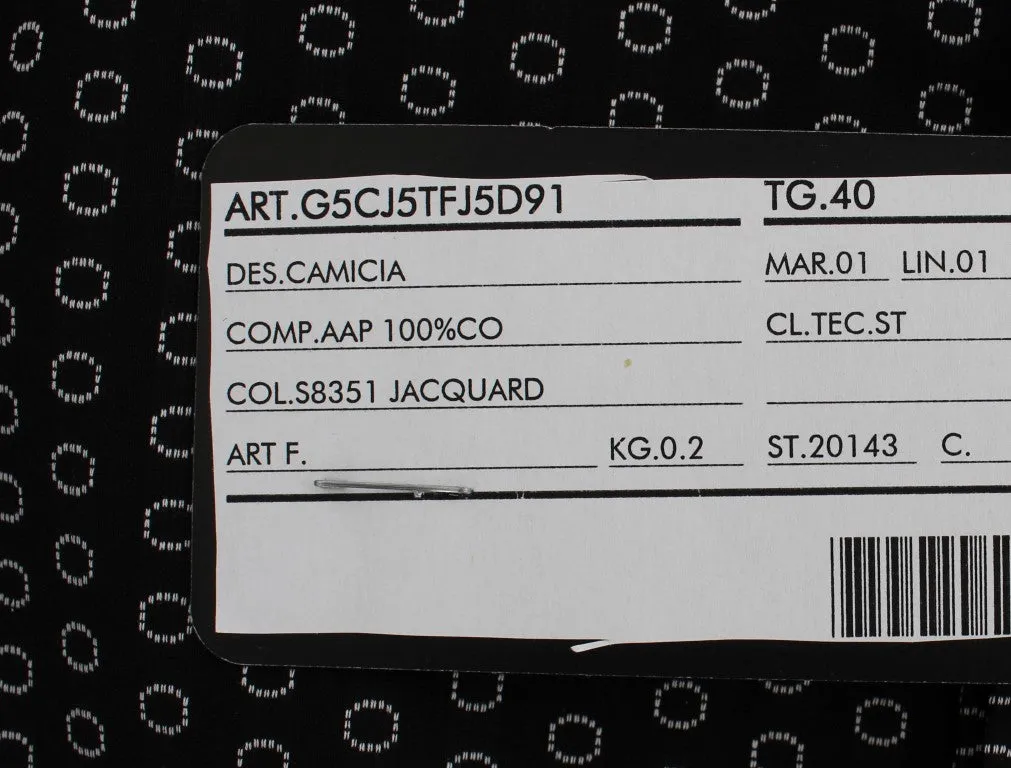 ART.G5CJ5TFJ5D91 TG.40
DES.CAMICIA MAR.01 LIN.01
COMP.AAP 100%CO CL.TEC.ST
COL.S8351 JACQUARD
ART F. KG.0.2 ST.20143 C.